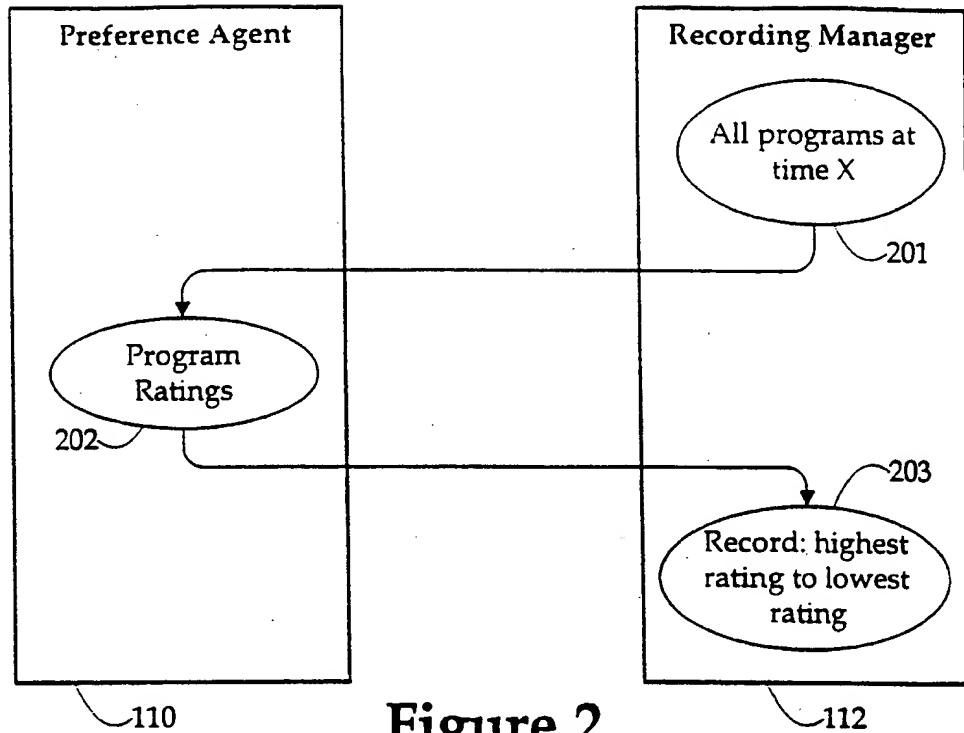 Preference Agent
Recording Manager
All programs at
time X
201
Program
Ratings
202
203
Record: highest
rating to lowest
rating
110
112
Figure 2